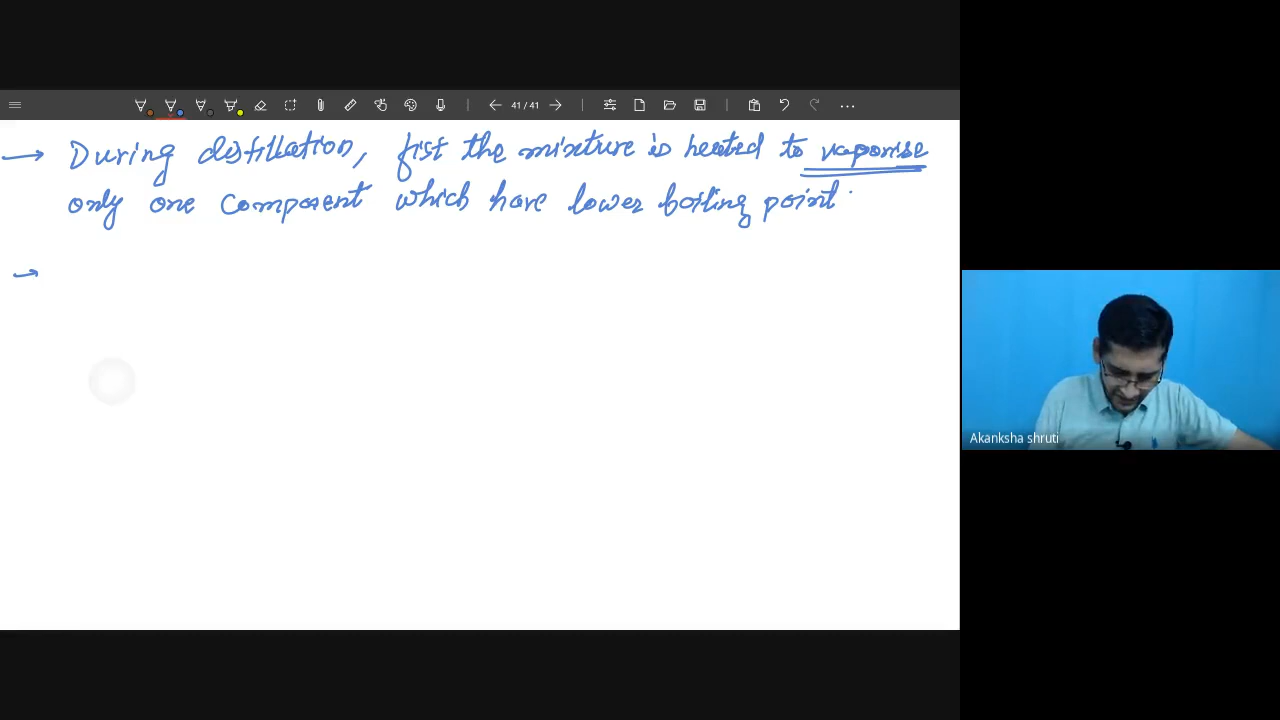 41 / 41
→ During distillation, fist the mixture is heated to vaporise
only one component which have lower boiling point
→
Akanksha shruti